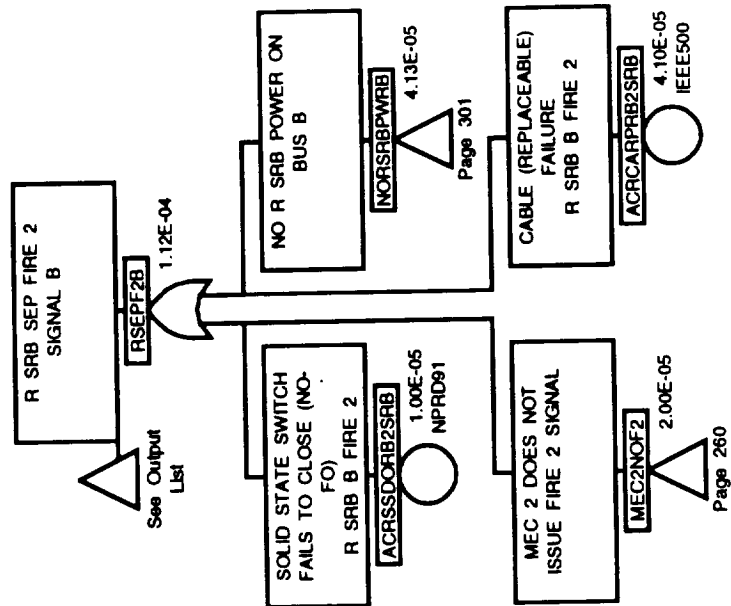 R SRB SEP FIRE 2
SIGNAL B
RSEPF2B
1.12E-04
See Output
List
SOLID STATE SWITCH
FAILS TO CLOSE (NO-
FO)
R SRB B FIRE 2
ACRSSDORB2SRB
1.00E-05
NPRD91
NO R SRB POWER ON
BUS B
NORSRBPWRB
4.13E-05
Page 301
MEC 2 DOES NOT
ISSUE FIRE 2 SIGNAL
MEC2NOF2
2.00E-05
Page 260
CABLE (REPLACEABLE)
FAILURE
R SRB B FIRE 2
ACRCARPRB2SRB
4.10E-05
IEEE500